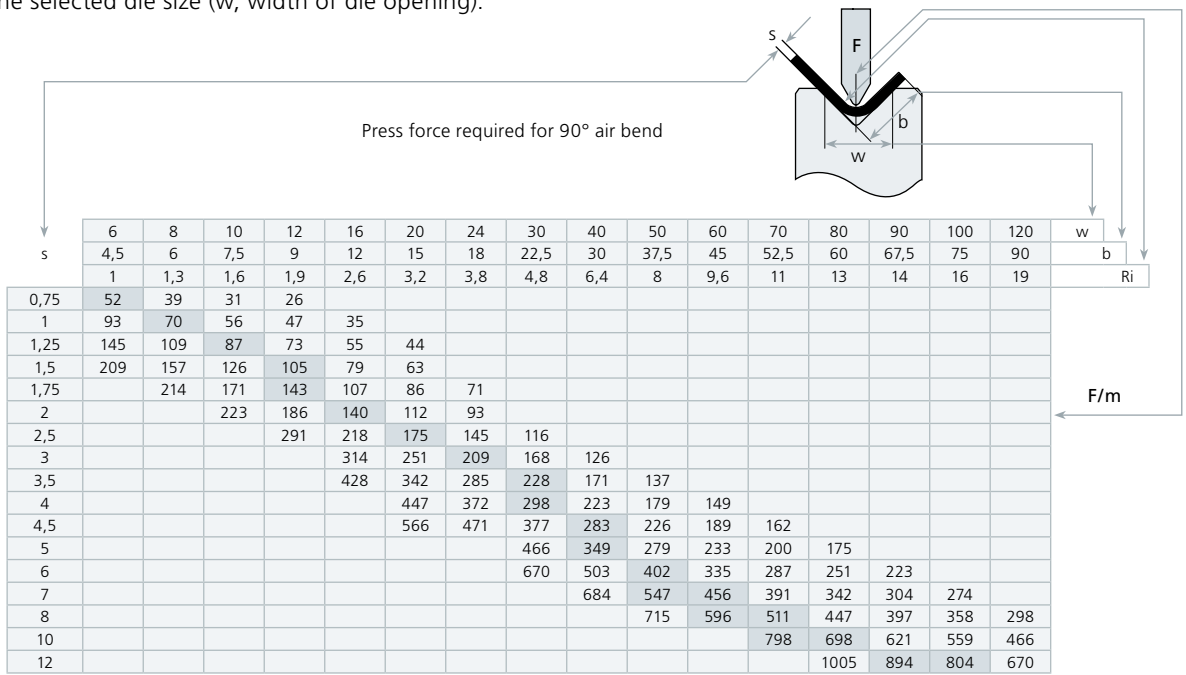 he selected die size (w, width of die opening).
s
F
Press force required for 90° air bend
b
w
6 8 10 12 16 20 24 30 40 50 60 70 80 90 100 120 w
s 4,5 6 7,5 9 12 15 18 22,5 30 37,5 45 52,5 60 67,5 75 90 b
1 1,3 1,6 1,9 2,6 3,2 3,8 4,8 6,4 8 9,6 11 13 14 16 19 Ri
0,75 52 39 31 26
1 93 70 56 47 35
1,25 145 109 87 73 55 44
1,5 209 157 126 105 79 63
1,75 214 171 143 107 86 71
F/m
2 223 186 140 112 93
2,5 291 218 175 145 116
3 314 251 209 168 126
3,5 428 342 285 228 171 137
4 447 372 298 223 179 149
4,5 566 471 377 283 226 189 162
5 466 349 279 233 200 175
6 670 503 402 335 287 251 223
7 684 547 456 391 342 304 274
8 715 596 511 447 397 358 298
10 798 698 621 559 466
12 1005 894 804 670